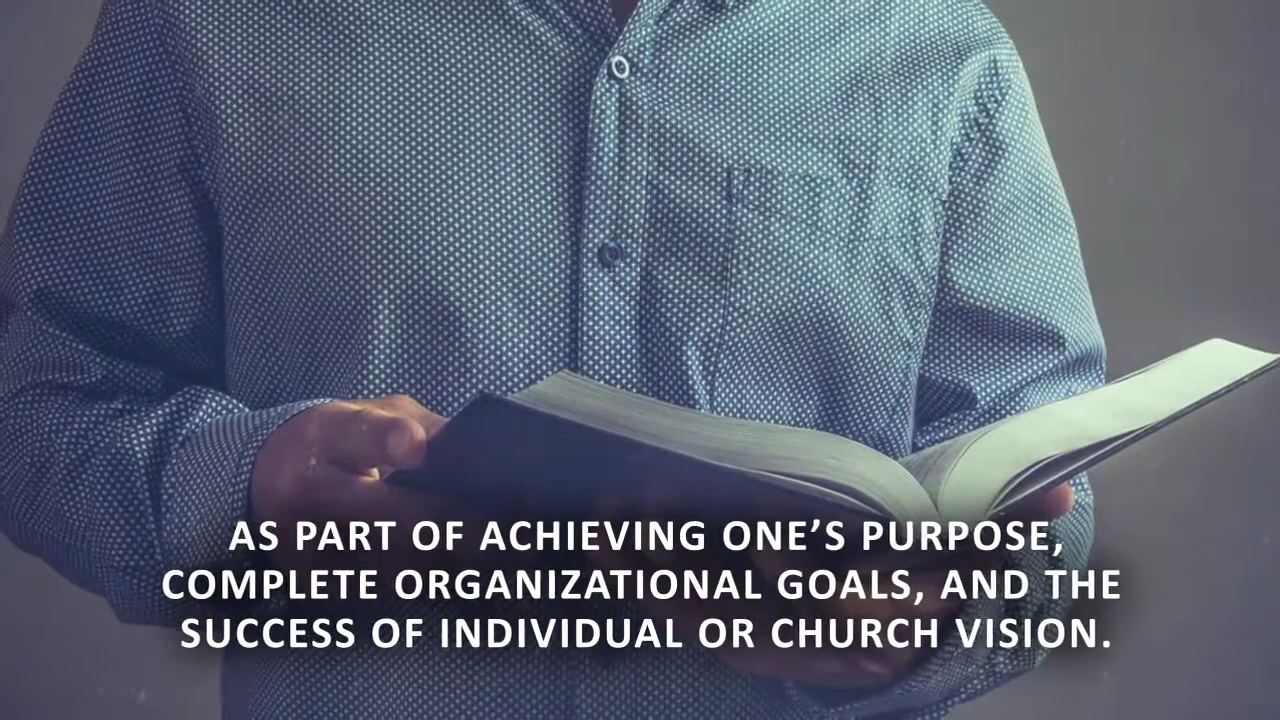 AS PART OF ACHIEVING ONE’S PURPOSE,
COMPLETE ORGANIZATIONAL GOALS, AND THE
SUCCESS OF INDIVIDUAL OR CHURCH VISION.